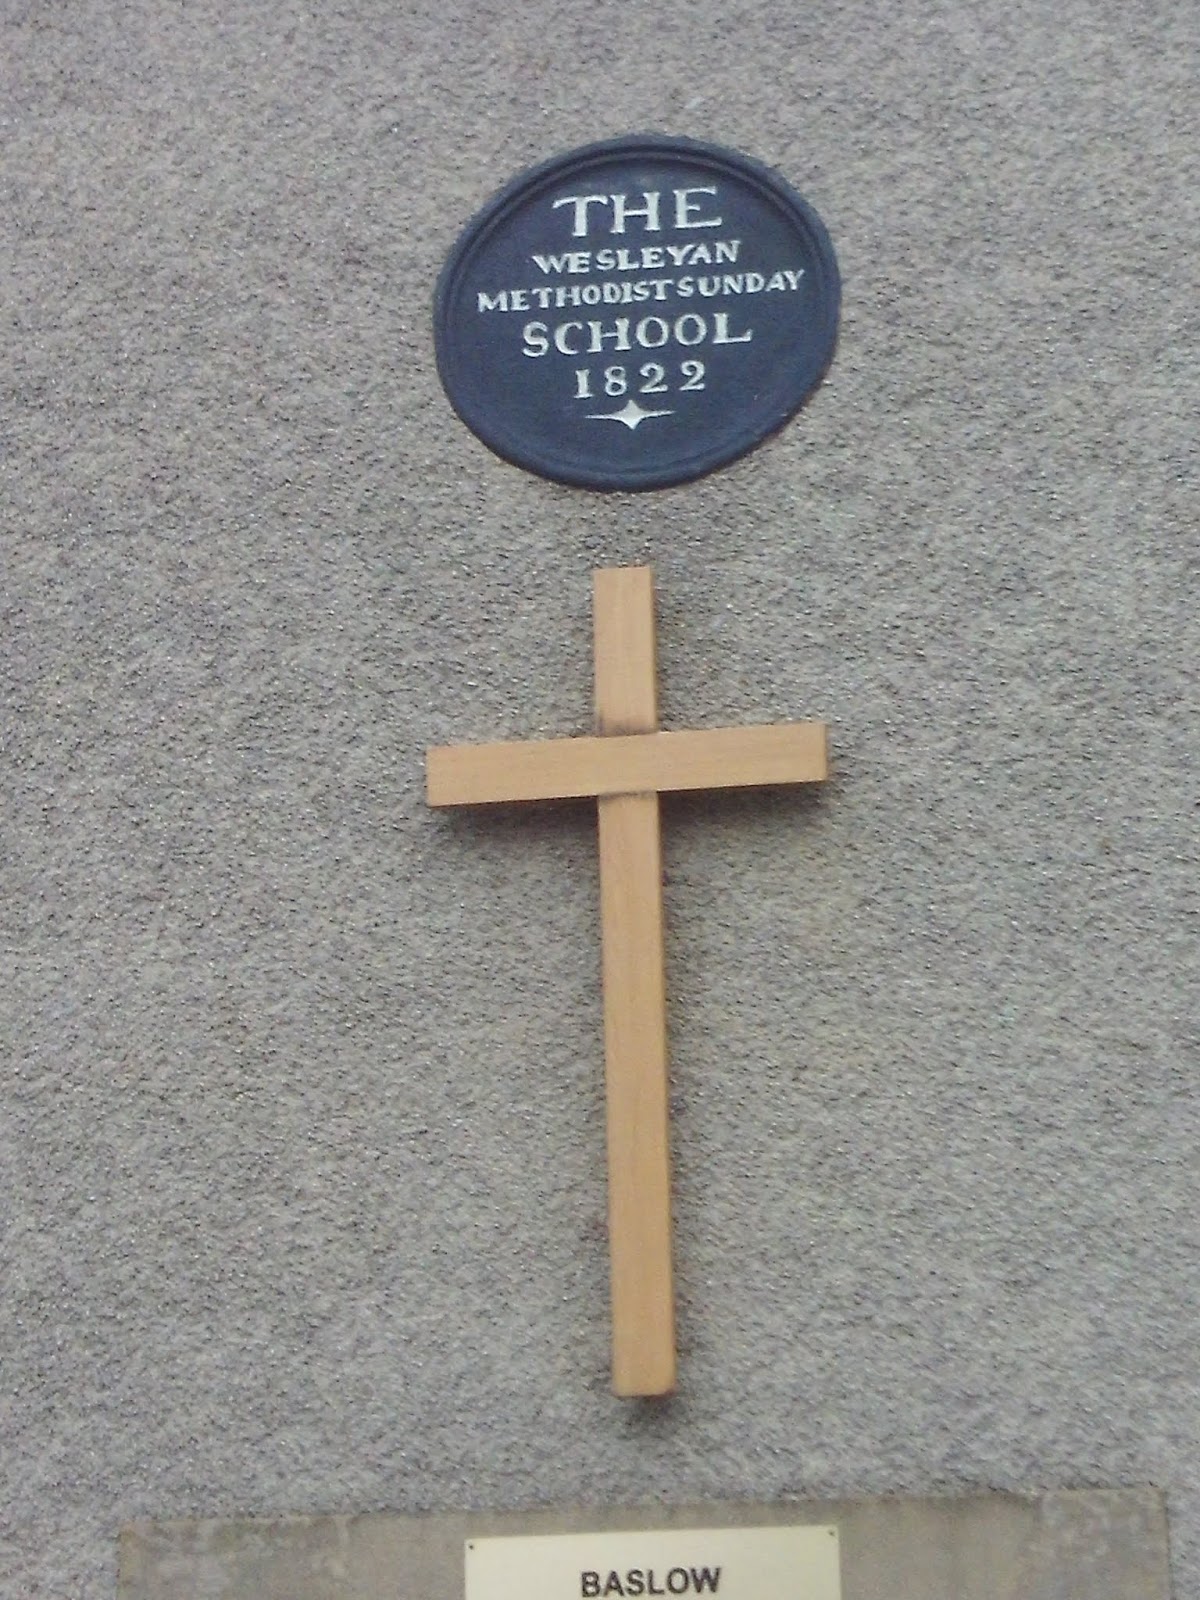 THE
WESLEYAN
METHODIST SUNDAY
SCHOOL
1822
BASLOW